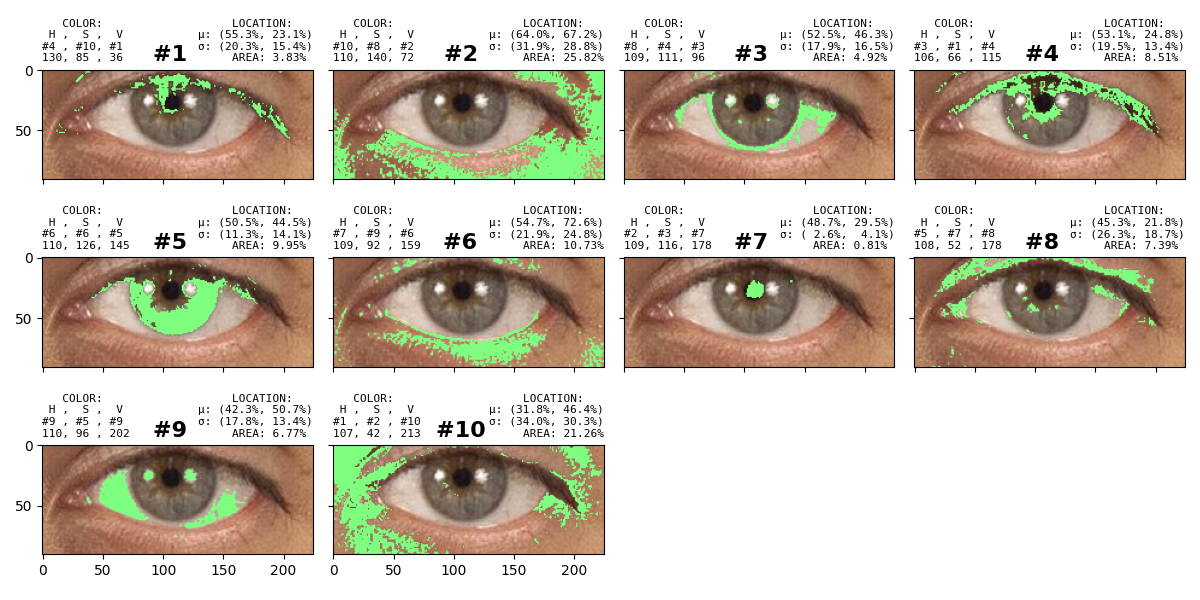 COLOR: LOCATION: COLOR: LOCATION: COLOR: LOCATION: COLOR: LOCATION:
H , S , V μ: (55.3%, 23.1%) H , S , V μ: (64.0%, 67.2%) H , S , V μ: (52.5%, 46.3%) H , S , V μ: (53.1%, 24.8%)
#4 , #10, #1 #1 σ: (20.3%, 15.4%) #10, #8 , #2 #2 σ: (31.9%, 28.8%) #8 , #4 , #3 #3 σ: (17.9%, 16.5%) #3 , #1 , #4 #4 σ: (19.5%, 13.4%)
130, 85 , 36 AREA: 3.83% 110, 140, 72 AREA: 25.82% 109, 111, 96 AREA: 4.92% 106, 66 , 115 AREA: 8.51%
0
50
COLOR: LOCATION: COLOR: LOCATION: COLOR: LOCATION: COLOR: LOCATION:
H , S , V μ: (50.5%, 44.5%) H , S , V μ: (54.7%, 72.6%) H , S , V μ: (48.7%, 29.5%) H , S , V μ: (45.3%, 21.8%)
#6 , #6 , #5 #5 σ: (11.3%, 14.1%) #7 , #9 , #6 #6 σ: (21.9%, 24.8%) #2 , #3 , #7 #7 σ: ( 2.6%, 4.1%) #5 , #7 , #8 #8 σ: (26.3%, 18.7%)
110, 126, 145 AREA: 9.95% 109, 92 , 159 AREA: 10.73% 109, 116, 178 AREA: 0.81% 108, 52 , 178 AREA: 7.39%
0
50
COLOR: LOCATION: COLOR: LOCATION:
H , S , V μ: (42.3%, 50.7%) H , S , V μ: (31.8%, 46.4%)
#9 , #5 , #9 #9 σ: (17.8%, 13.4%) #1 , #2 , #10 #10 σ: (34.0%, 30.3%)
110, 96 , 202 AREA: 6.77% 107, 42 , 213 AREA: 21.26%
0
50
0 50 100 150 200 0 50 100 150 200